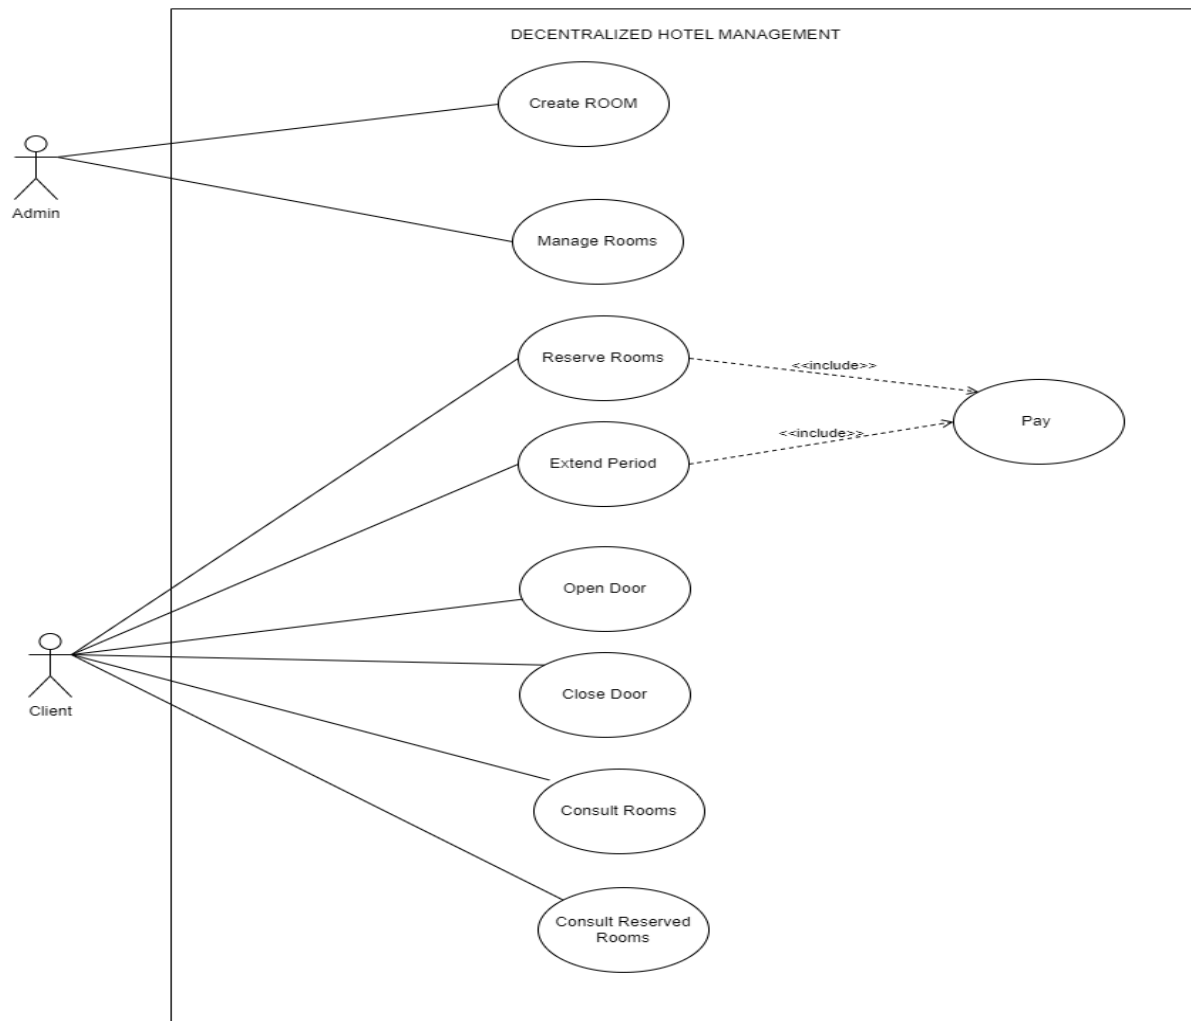 DECENTRALIZED HOTEL MANAGEMENT
Create ROOM
Admin
Manage Rooms
Reserve Rooms
<<include>>
Pay
<<include>>
Extend Period
Open Door
Close Door
Client
Consult Rooms
Consult Reserved
Rooms